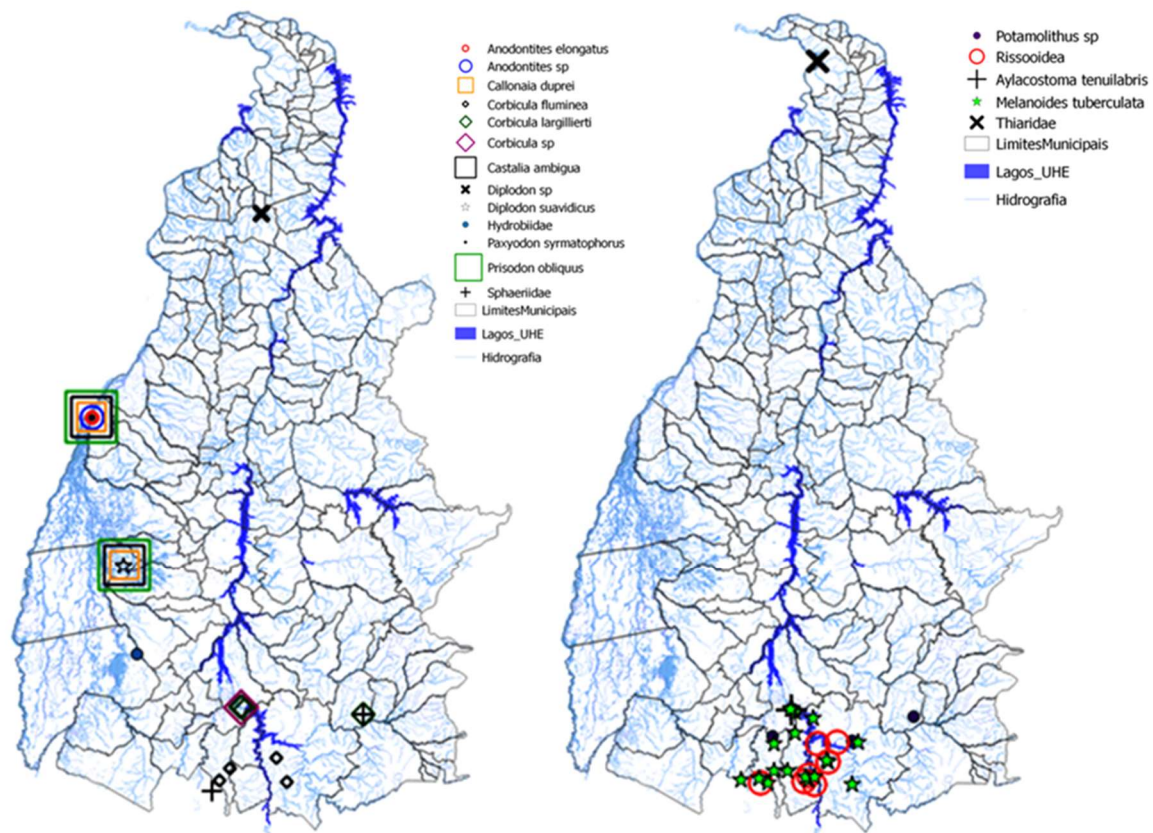 Anodontites elongatus
Anodontites sp
Callonaia duprei
Corbicula fluminea
Corbicula largillierti
Corbicula sp
Castalia ambigua
Diplodon sp
Diplodon suavidicus
Hydrobiidae
Paxyodon syrmatophorus
Prisodon obliquus
Sphaeriidae
LimitesMunicipais
Lagos_UHE
Hidrografia
Potamolithus sp
Rissooidea
Aylacostoma tenuilabris
Melanoides tuberculata
Thiaridae
LimitesMunicipais
Lagos_UHE
Hidrografia